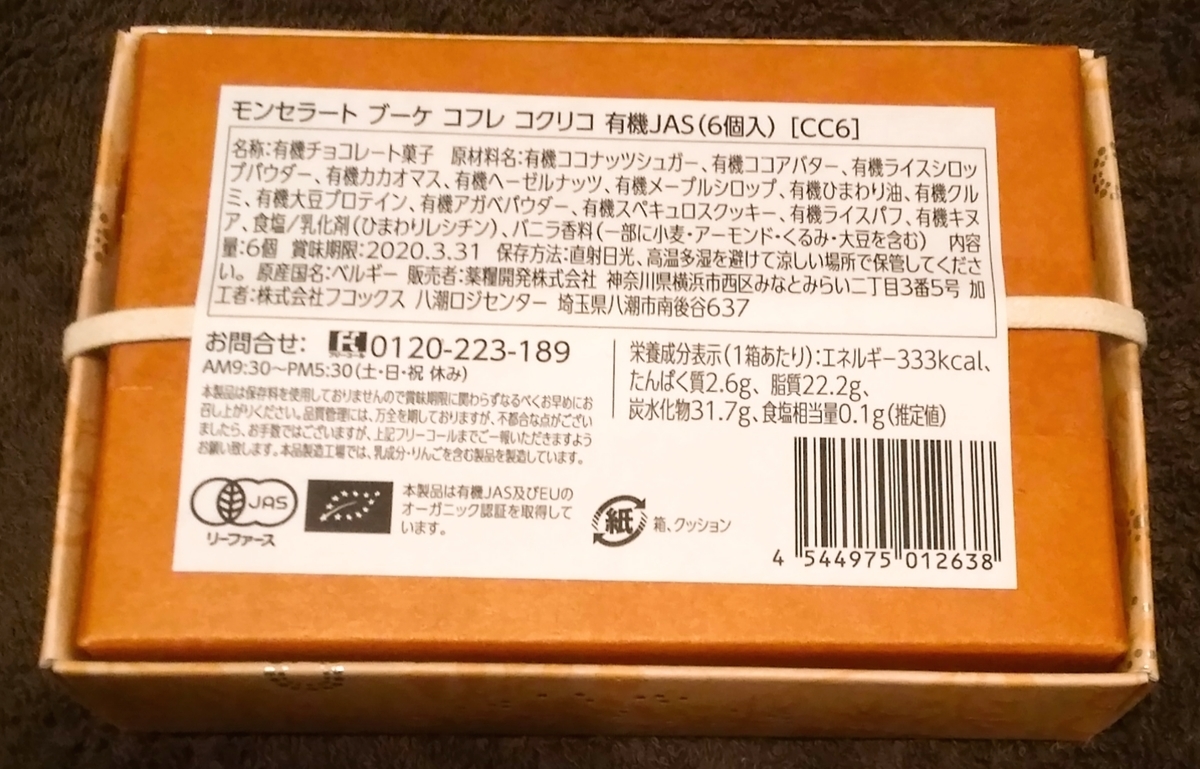 モンセラート ブーケ コフレ コクリコ 有機JAS(6個入) [CC6]
名称:有機チョコレート菓子 原材料名:有機ココナッツシュガー、有機ココアバター、有機ライスシロッ
プパウダー、有機カカオマス、有機ヘーゼルナッツ、有機メープルシロップ、有機ひまわり油、有機クル
ミ、有機大豆プロテイン、有機アガベパウダー、有機スペキュロスクッキー、有機ライスパフ、有機キヌ
ア、食塩/乳化剤(ひまわりレシチン)、バニラ香料(一部に小麦・アーモンド・くるみ・大豆を含む) 内容
量:6個 賞味期限:2020.3.31 保存方法:直射日光、高温多湿を避けて涼しい場所で保管してくださ
い。 原産国名:ベルギー 販売者:薬糧開発株式会社 神奈川県横浜市西区みなとみらい二丁目3番5号 加
工者:株式会社フコックス 八潮ロジセンター 埼玉県八潮市南後谷637
お問合せ: フリーコール 0120-223-189
AM9:30〜PM5:30(土・日・祝 休み)
本製品は保存料を使用しておりませんので賞味期限に関わらずなるべくお早めにお
召し上がりください。品質管理には、万全を期しておりますが、不都合な点がござい
ましたら、お手数ではございますが、上記フリーコールまでご一報いただきますよう
お願い致します。本品製造工場では、乳成分・りんごを含む製品を製造しています。
栄養成分表示(1箱あたり):エネルギー333kcal、
たんぱく質2.6g、脂質22.2g、
炭水化物31.7g、食塩相当量0.1g(推定値)
JAS
リーファース
本製品は有機JAS及びEUの
オーガニック認証を取得して
います。
紙
箱、クッション
4 544975 012638